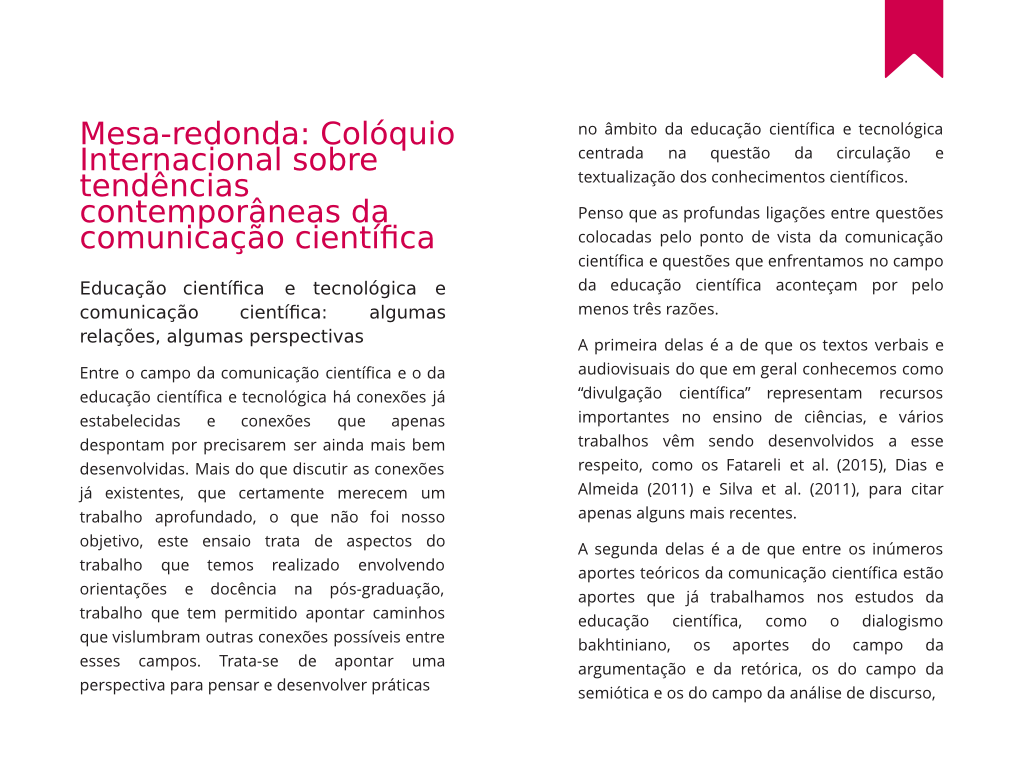 Mesa-redonda: Colóquio
Internacional sobre
tendências
contemporâneas da
comunicação científica
Educação científica e tecnológica e
comunicação científica: algumas
relações, algumas perspectivas
Entre o campo da comunicação científica e o da
educação científica e tecnológica há conexões já
estabelecidas e conexões que apenas
despontam por precisarem ser ainda mais bem
desenvolvidas. Mais do que discutir as conexões
já existentes, que certamente merecem um
trabalho aprofundado, o que não foi nosso
objetivo, este ensaio trata de aspectos do
trabalho que temos realizado envolvendo
orientações e docência na pós-graduação,
trabalho que tem permitido apontar caminhos
que vislumbram outras conexões possíveis entre
esses campos. Trata-se de apontar uma
perspectiva para pensar e desenvolver práticas
no âmbito da educação científica e tecnológica
centrada na questão da circulação e
textualização dos conhecimentos científicos.
Penso que as profundas ligações entre questões
colocadas pelo ponto de vista da comunicação
científica e questões que enfrentamos no campo
da educação científica aconteçam por pelo
menos três razões.
A primeira delas é a de que os textos verbais e
audiovisuais do que em geral conhecemos como
“divulgação científica” representam recursos
importantes no ensino de ciências, e vários
trabalhos vêm sendo desenvolvidos a esse
respeito, como os Fatareli et al. (2015), Dias e
Almeida (2011) e Silva et al. (2011), para citar
apenas alguns mais recentes.
A segunda delas é a de que entre os inúmeros
aportes teóricos da comunicação científica estão
aportes que já trabalhamos nos estudos da
educação científica, como o dialogismo
bakhtiniano, os aportes do campo da
argumentação e da retórica, os do campo da
semiótica e os do campo da análise de discurso,